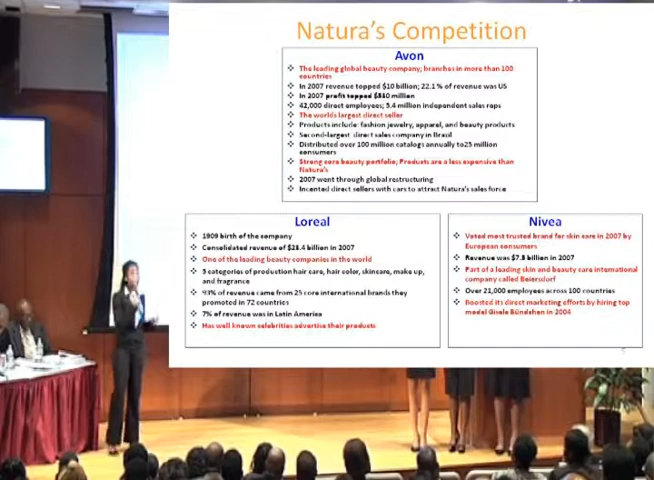 Natura's Competition
Avon
❖ The leading global beauty company; branches in more than 100
countries
❖ In 2007 revenue topped $10 billion; 22.1% of revenue was US
❖ In 2007 profit topped $850 million
❖ 42,000 direct employees; 5.4 million independent sales reps
❖ The worlds largest direct seller
❖ Products include: fashion jewelry, apparel, and beauty products
❖ Second-largest direct sales company in Brasil
❖ Distributed over 100 million catalogs annually to25 million
consumers
❖ Strong core beauty portfolio; Products are a less expensive than
Natura's
❖ 2007 went through global restructuring
❖ Incented direct sellers with cars to attract Natura's sales force
Loreal
❖ 1909 birth of the company
❖ Consolidated revenue of $23.4 billion in 2007
❖ One of the leading beauty companies in the world
❖ 5 categories of production hair care, hair color, skincare, make up,
and fragrance
❖ 93% of revenue came from 25 core international brands they
promoted in 72 countries
❖ 7% of revenue was in Latin America
❖ Has well known celebrities advertise their products
Nivea
❖ Voted most trusted brand for skin care in 2007 by
European consumers
❖ Revenue was $7.8 billion in 2007
❖ Part of a leading skin and beauty care international
company called Beiersdorf
❖ Over 21,000 employees across 100 countries
❖ Boosted its direct marketing efforts by hiring top
model Gisele Bündchen in 2004